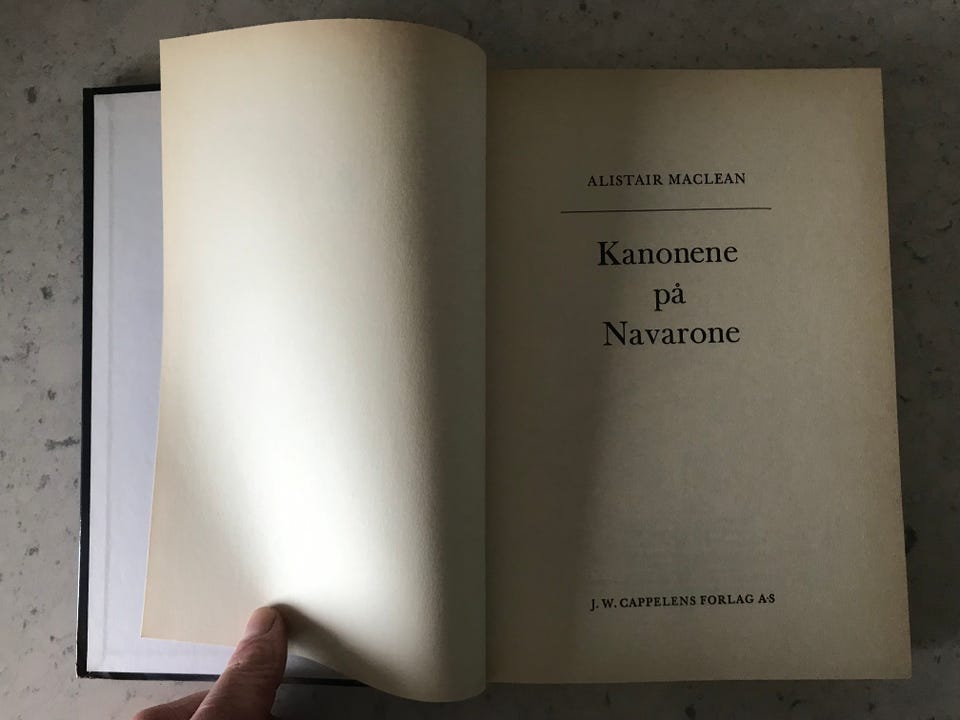 ALISTAIR MACLEAN
Kanonene
på
Navarone
J. W. CAPPELENS FORLAG A·S